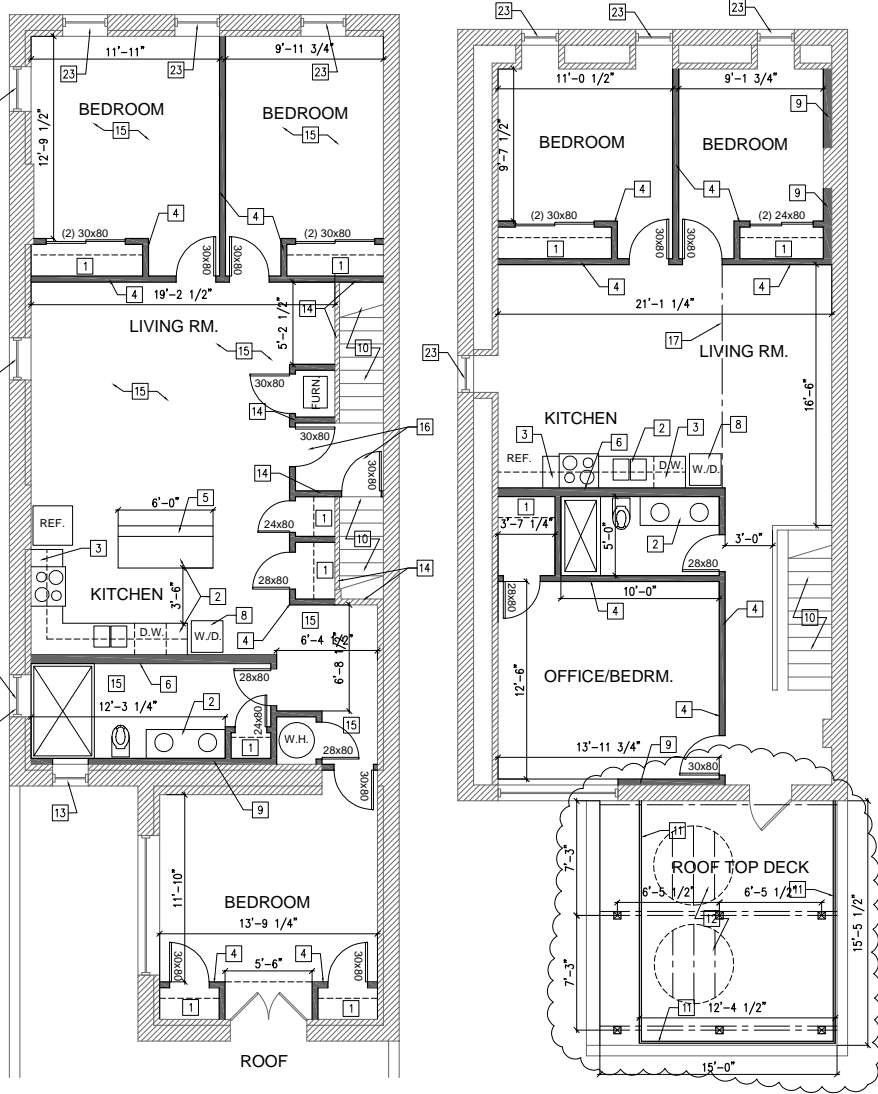 11'-11"
9'-11 3/4"
23
23
23
BEDROOM
BEDROOM
15
15
12'-9 1/2"
4
4
(2) 30x80
(2) 30x80
30x80
30x80
1
1
4
14
19'-2 1/2"
LIVING RM.
5'-2 1/2"
15
10
15
30x80
FURN.
14
30x80
16
30x80
14
6'-0"
5
REF.
24x80
1
10
3
28x80
1
14
KITCHEN
3'-6"
2
8
15
D.W.
W./D.
4
6'-4 1/2"
6'-8 1/2"
6
28x80
15
12'-3 1/4"
2
24x80
15
1
W.H.
28x80
30x80
13
9
11'-10"
BEDROOM
13'-9 1/4"
30x80
4
4
30x80
5'-6"
1
1
ROOF
23
23
23
11'-0 1/2"
9'-1 3/4"
9
9'-7 1/2"
BEDROOM
BEDROOM
4
4
9
(2) 30x80
(2) 24x80
30x80
30x80
1
1
4
4
21'-1 1/4"
17
LIVING RM.
23
16'-6"
KITCHEN
3
6
2
3
8
REF.
D.W.
W./D.
1
3'-7 1/4"
5'-0"
2
3'-0"
28x80
28x80
10'-0"
4
4
10
12'-6"
OFFICE/BEDRM.
4
13'-11 3/4"
9
30x80
11
7'-3"
ROOF TOP DECK
11
6'-5 1/2"
6'-5 1/2"
12
15'-5 1/2"
7'-3"
11
12'-4 1/2"
15'-0"